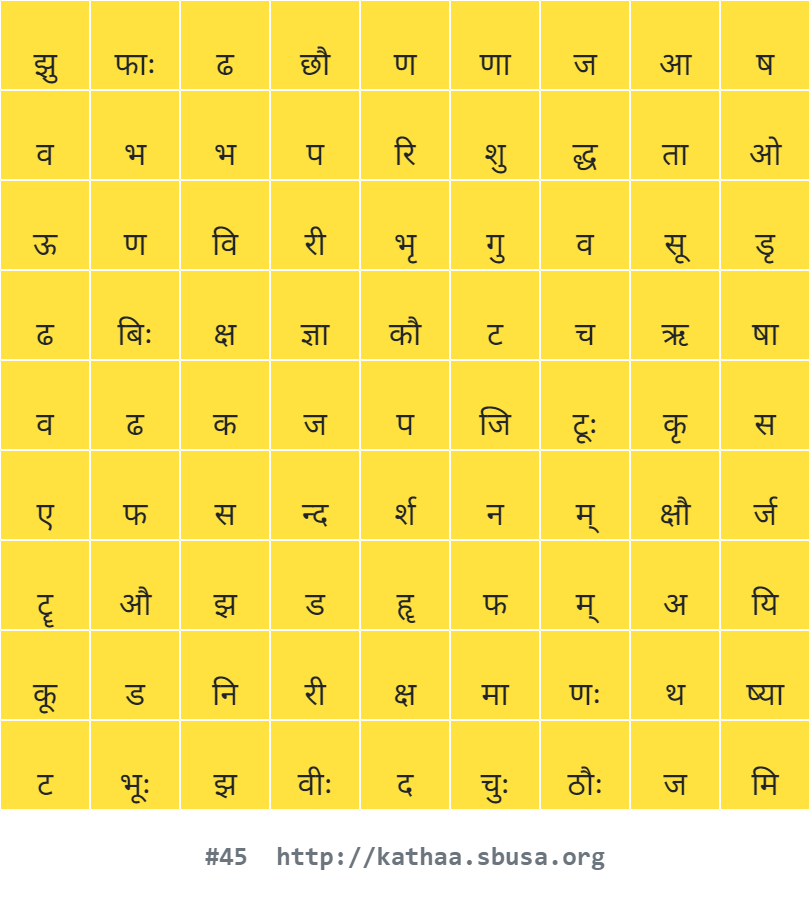 झु फाः ढ छौ ण णा ज आ ष
व भ भ प रि शु द्ध ता ओ
ऊ ण वि री भृ गु व सू डृ
ढ बिः क्ष ज्ञा कौ ट च ऋ षा
व ढ क ज प जि टूः कृ स
ए फ स न्द र्श न म् क्षौ र्ज
ट्ॄ औ झ ड हॄ फ म् अ यि
कू ड नि री क्ष मा णः थ ष्या
ट भूः झ वीः द चुः ठौः ज मि
#45 http://kathaa.sbusa.org